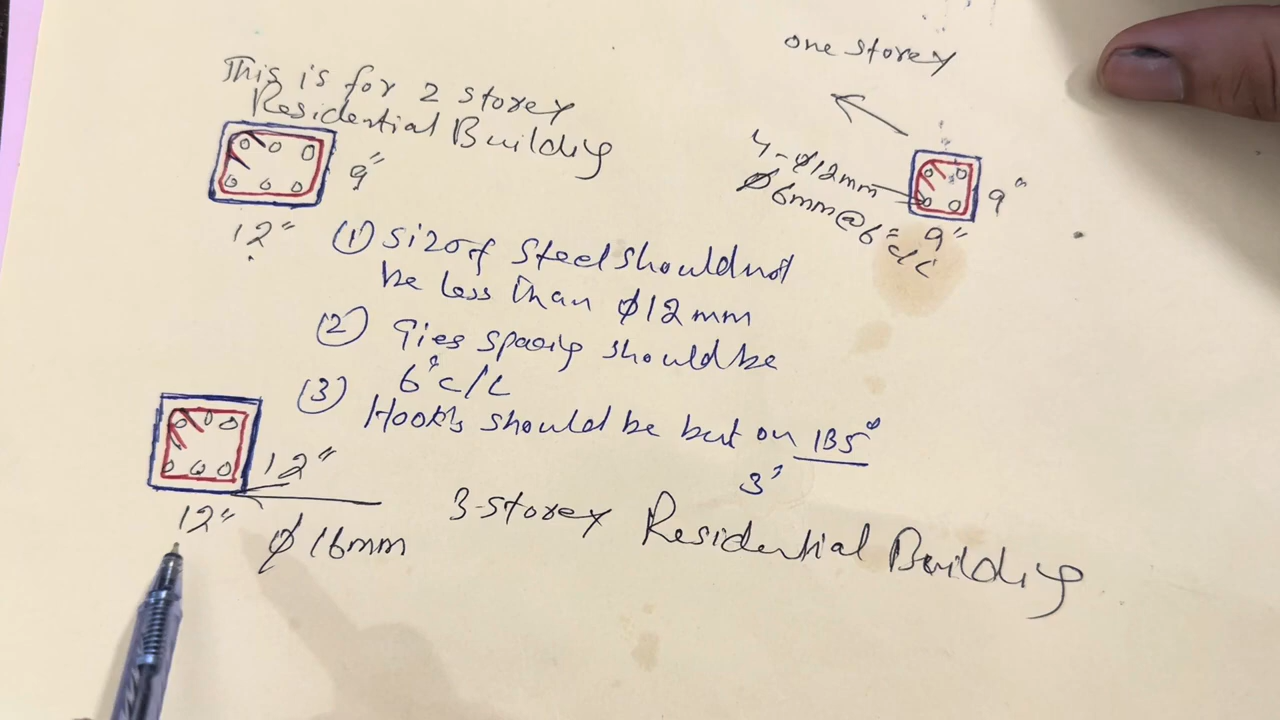 one storey
This is for 2 storey
Residential Building
9"
12"
4-ϕ12mm
ϕ6mm@6"c/c
9"
9"
(1) Size of Steel should not
be less than ϕ12mm
(2) Ties spacing should be
6"c/c
(3) Hooks should be but on 135°
3"
12"
12"
ϕ16mm
3-storey Residential Building